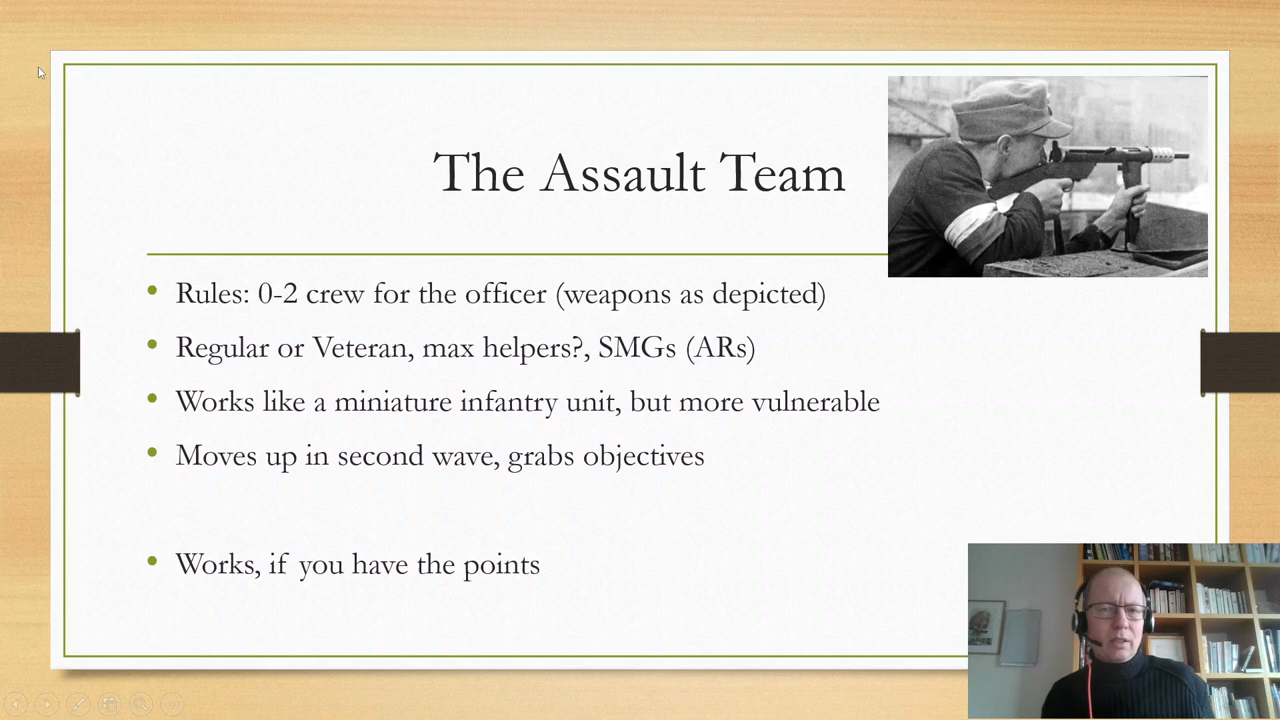 The Assault Team
Rules: 0-2 crew for the officer (weapons as depicted)
Regular or Veteran, max helpers?, SMGs (ARs)
Works like a miniature infantry unit, but more vulnerable
Moves up in second wave, grabs objectives
Works, if you have the points